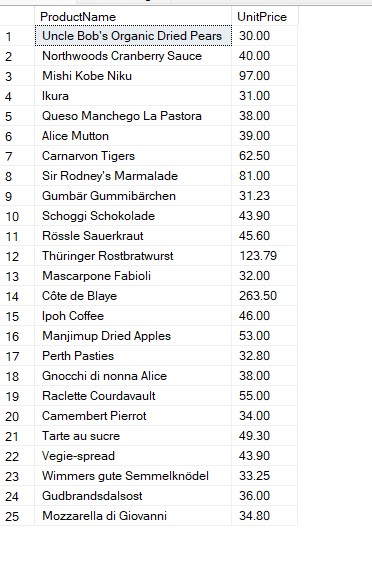 ProductName UnitPrice
1 Uncle Bob's Organic Dried Pears 30.00
2 Northwoods Cranberry Sauce 40.00
3 Mishi Kobe Niku 97.00
4 Ikura 31.00
5 Queso Manchego La Pastora 38.00
6 Alice Mutton 39.00
7 Carnarvon Tigers 62.50
8 Sir Rodney's Marmalade 81.00
9 Gumbär Gummibärchen 31.23
10 Schoggi Schokolade 43.90
11 Rössle Sauerkraut 45.60
12 Thüringer Rostbratwurst 123.79
13 Mascarpone Fabioli 32.00
14 Côte de Blaye 263.50
15 Ipoh Coffee 46.00
16 Manjimup Dried Apples 53.00
17 Perth Pasties 32.80
18 Gnocchi di nonna Alice 38.00
19 Raclette Courdavault 55.00
20 Camembert Pierrot 34.00
21 Tarte au sucre 49.30
22 Vegie-spread 43.90
23 Wimmers gute Semmelknödel 33.25
24 Gudbrandsdalsost 36.00
25 Mozzarella di Giovanni 34.80